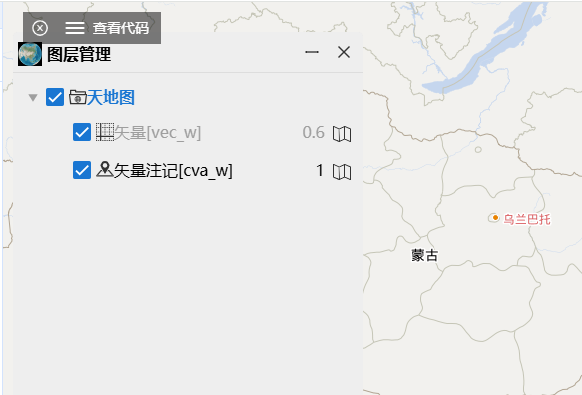 查看代码
图层管理
天地图
矢量[vec_w] 0.6
矢量注记[cva_w] 1
乌兰巴托
蒙古